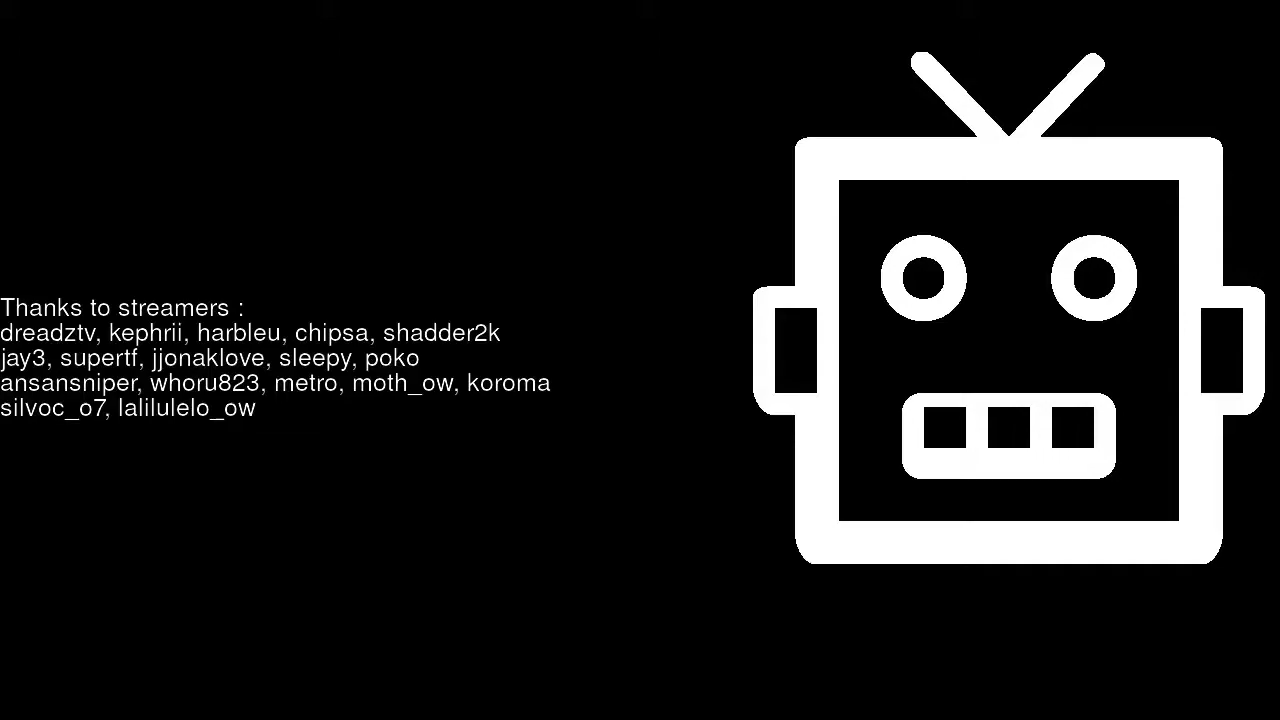 Thanks to streamers :
dreadztv, kephrii, harbleu, chipsa, shadder2k
jay3, supertf, jjonaklove, sleepy, poko
ansansniper, whoru823, metro, moth_ow, koroma
silvoc_o7, lalilulelo_ow